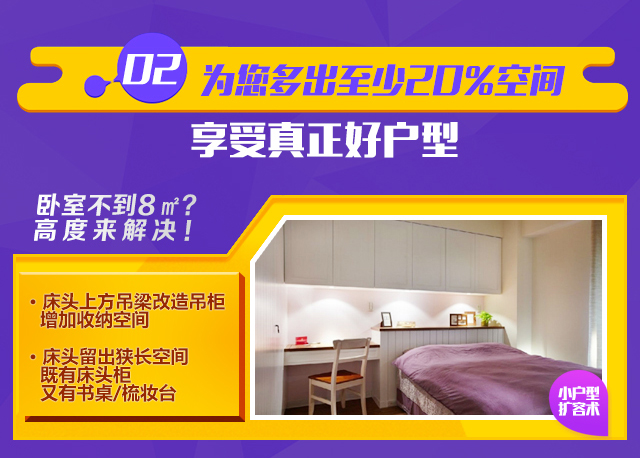 02
为您多出至少20%空间
享受真正好户型
卧室不到8㎡?
高度来解决!
·床头上方吊梁改造吊柜
增加收纳空间
·床头留出狭长空间
既有床头柜
又有书桌/梳妆台
小户型
扩容术